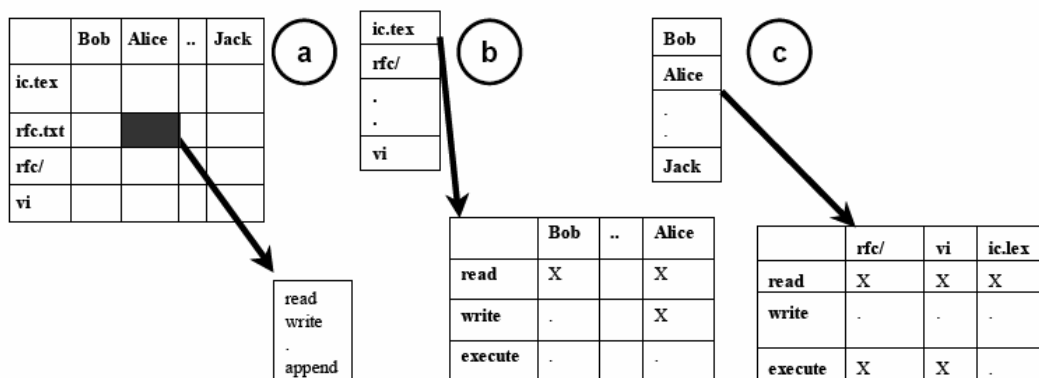 Bob Alice .. Jack
ic.tex
rfc.txt
rfc/
vi
a
read
write
.
append
ic.tex
rfc/
.
.
vi
b
Bob .. Alice
read X X
write . X
execute . .
Bob
Alice
.
.
Jack
c
rfc/ vi ic.lex
read X X X
write . . .
execute X X .